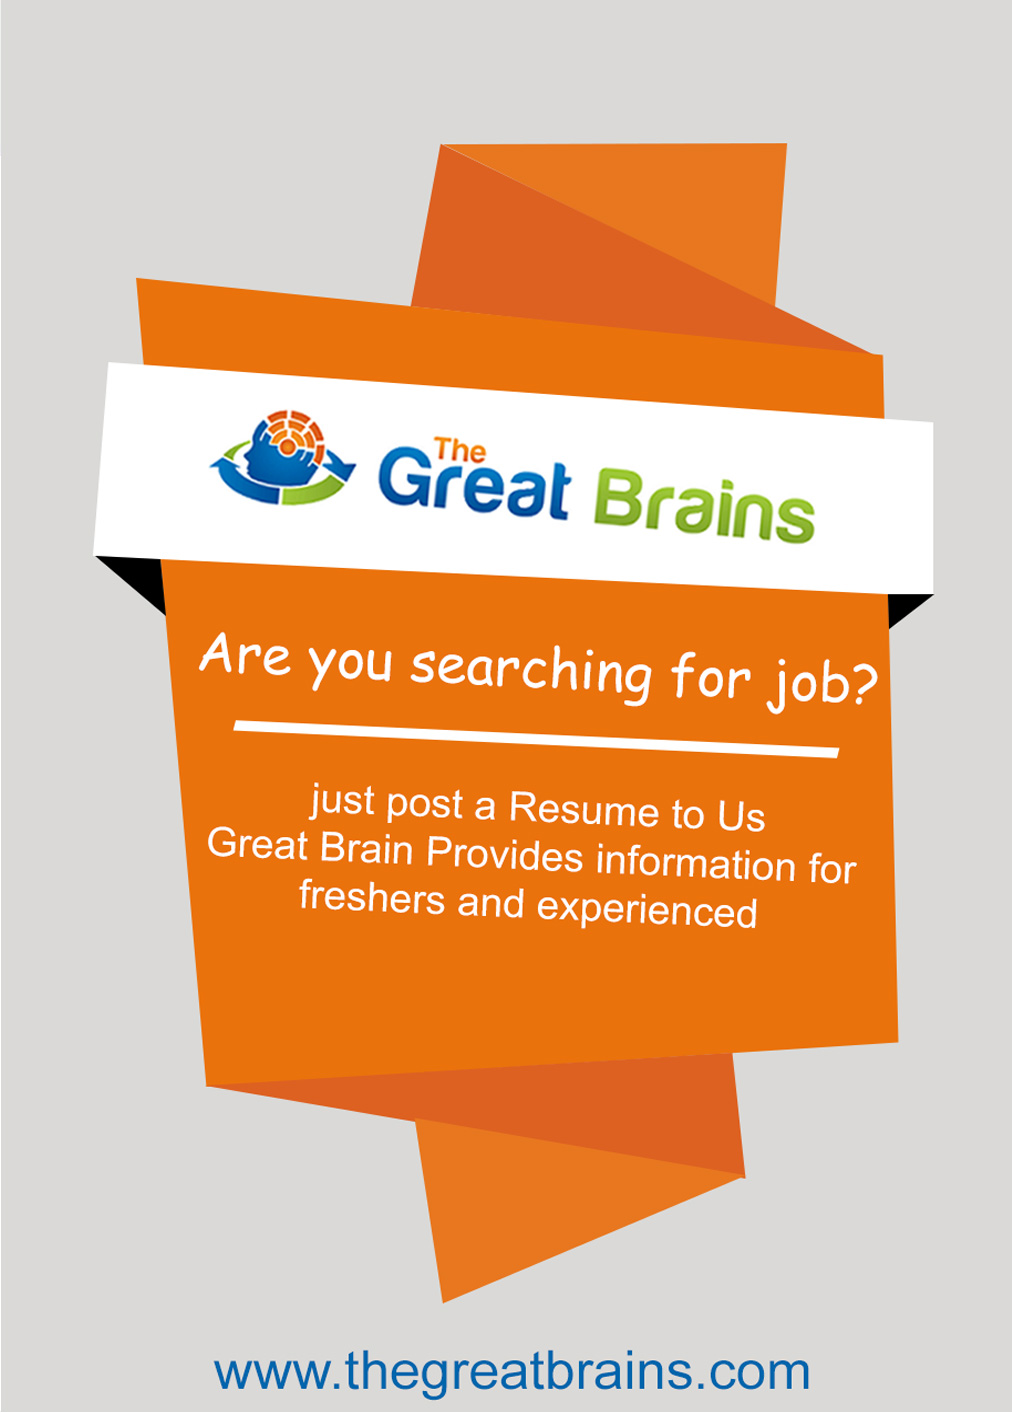 The
Great Brains
Are you searching for job?
just post a Resume to Us
Great Brain Provides information for
freshers and experienced
www.thegreatbrains.com